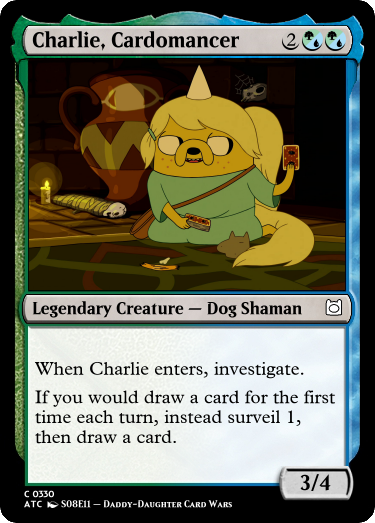 Charlie, Cardomancer 2
Legendary Creature — Dog Shaman
When Charlie enters, investigate.
If you would draw a card for the first
time each turn, instead surveil 1,
then draw a card.
3/4
C 0330
ATC S08E11 – Daddy-Daughter Card Wars